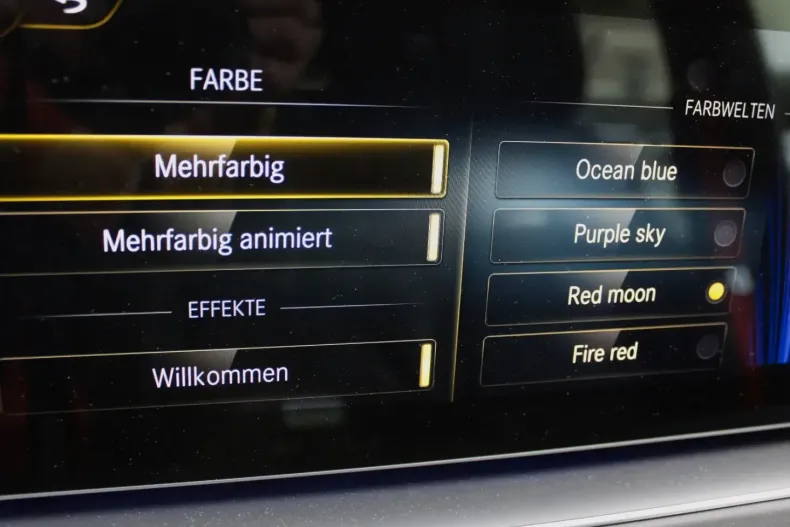 FARBE
Mehrfarbig
Mehrfarbig animiert
EFFEKTE
Willkommen
FARBWELTEN
Ocean blue
Purple sky
Red moon
Fire red